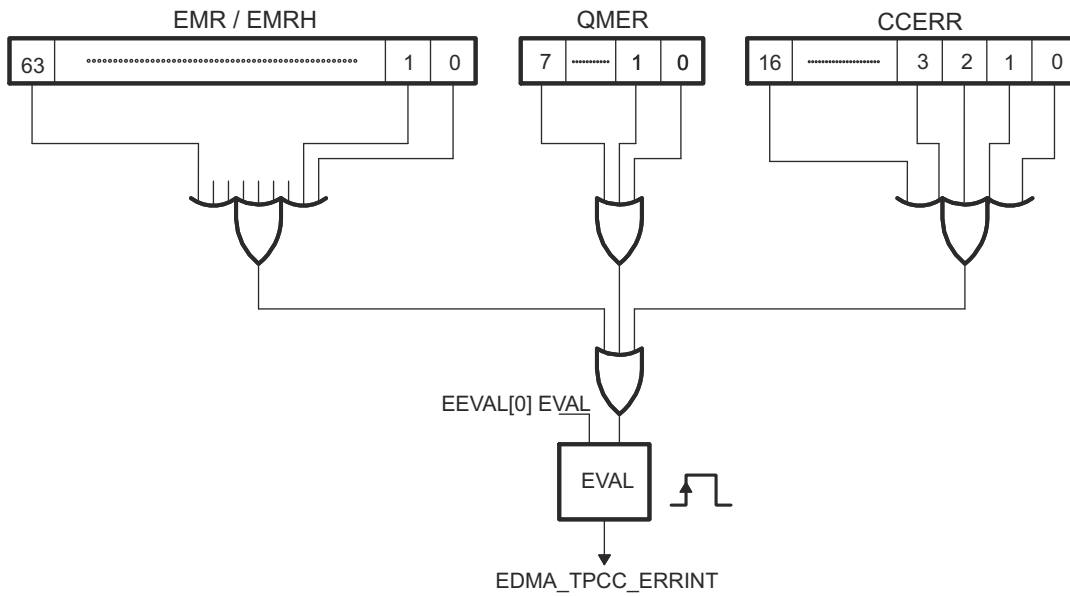 EMR / EMRH
QMER
CCERR
63 1 0
7 1 0
16 3 2 1 0
EEVAL[0] EVAL
EVAL
EDMA_TPCC_ERRINT